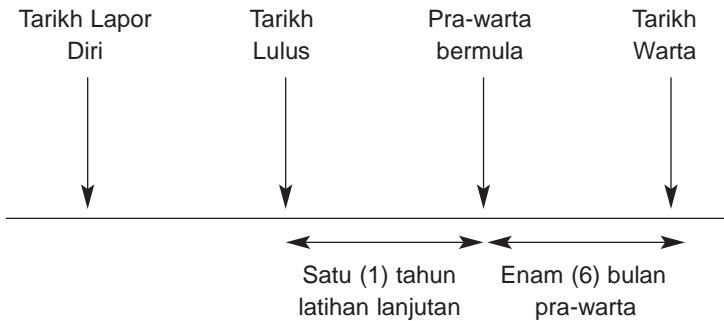 Tarikh Lapor
Diri
Tarikh
Lulus
Pra-warta
bermula
Tarikh
Warta
Satu (1) tahun
latihan lanjutan
Enam (6) bulan
pra-warta